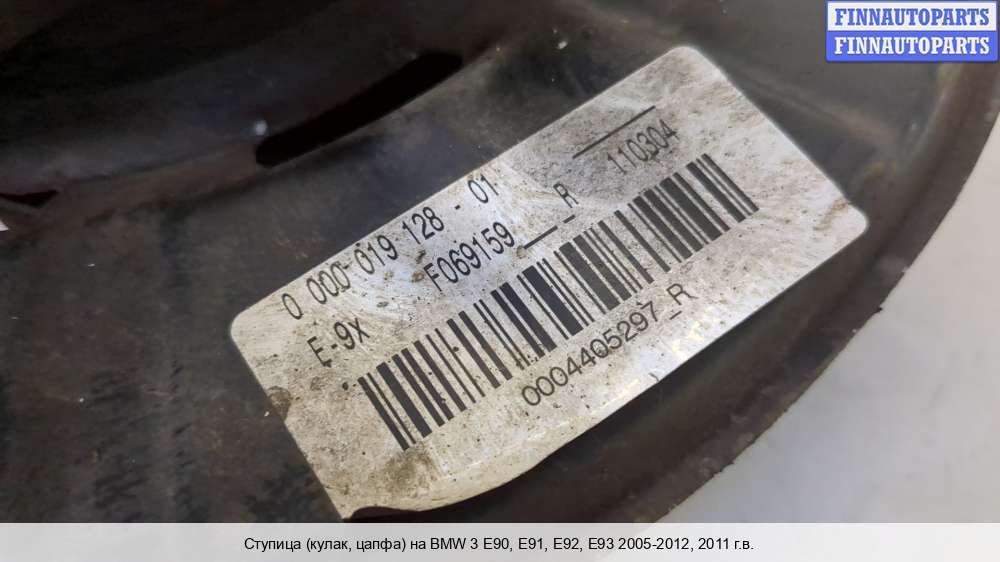 FINNAUTOPARTS
FINNAUTOPARTS
0 000 019 128 - 01
110304
E-9X
F069159___R
0004405297_R
Ступица (кулак, цапфа) на BMW 3 E90, E91, E92, E93 2005-2012, 2011 г.в.